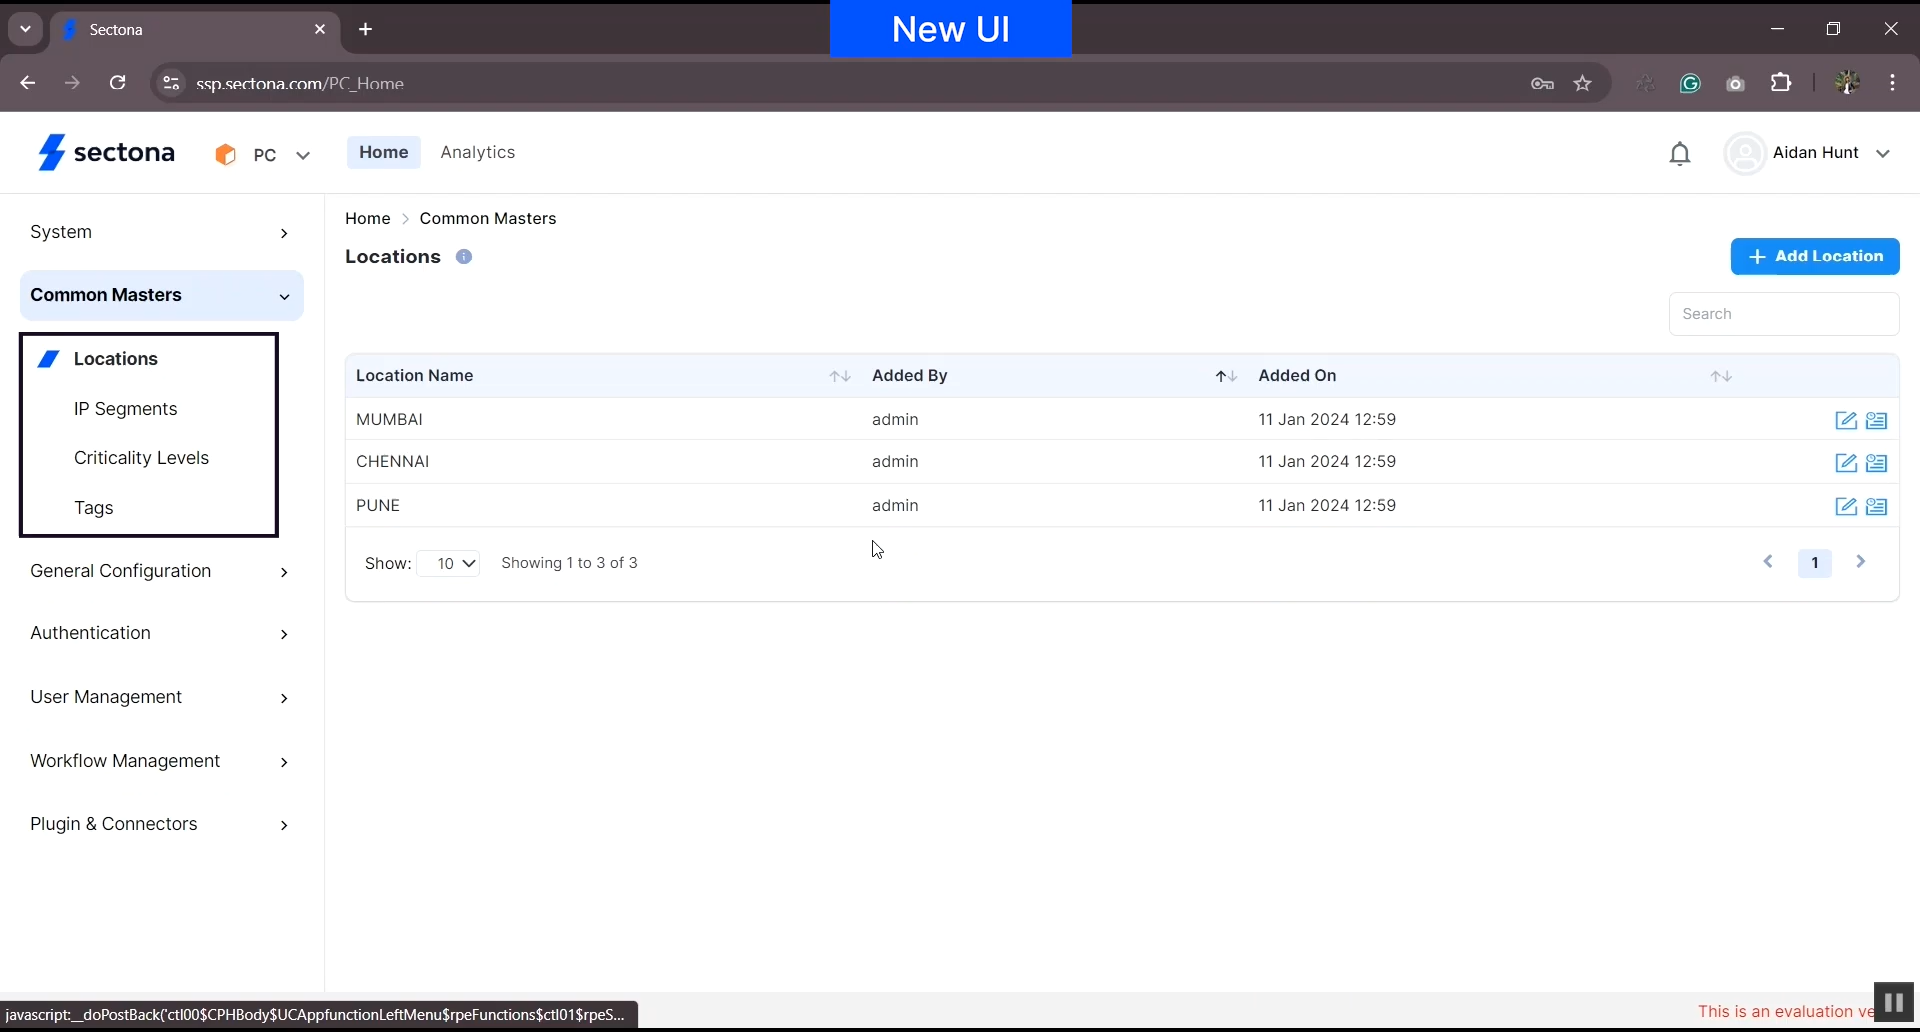 New UI
Sectona
ssp.sectona.com/PC_Home
sectona
PC
Home
Analytics
Aidan Hunt
System
Common Masters
Locations
IP Segments
Criticality Levels
Tags
General Configuration
Authentication
User Management
Workflow Management
Plugin & Connectors
Home > Common Masters
Locations
+ Add Location
Search
Location Name Added By Added On
MUMBAI admin 11 Jan 2024 12:59
CHENNAI admin 11 Jan 2024 12:59
PUNE admin 11 Jan 2024 12:59
Show: 10 Showing 1 to 3 of 3
1
javascript:__doPostBack('ctl00$CPHBody$UCAppfunctionLeftMenu$rpeFunctions$ctl01$rpeS...
This is an evaluation ve